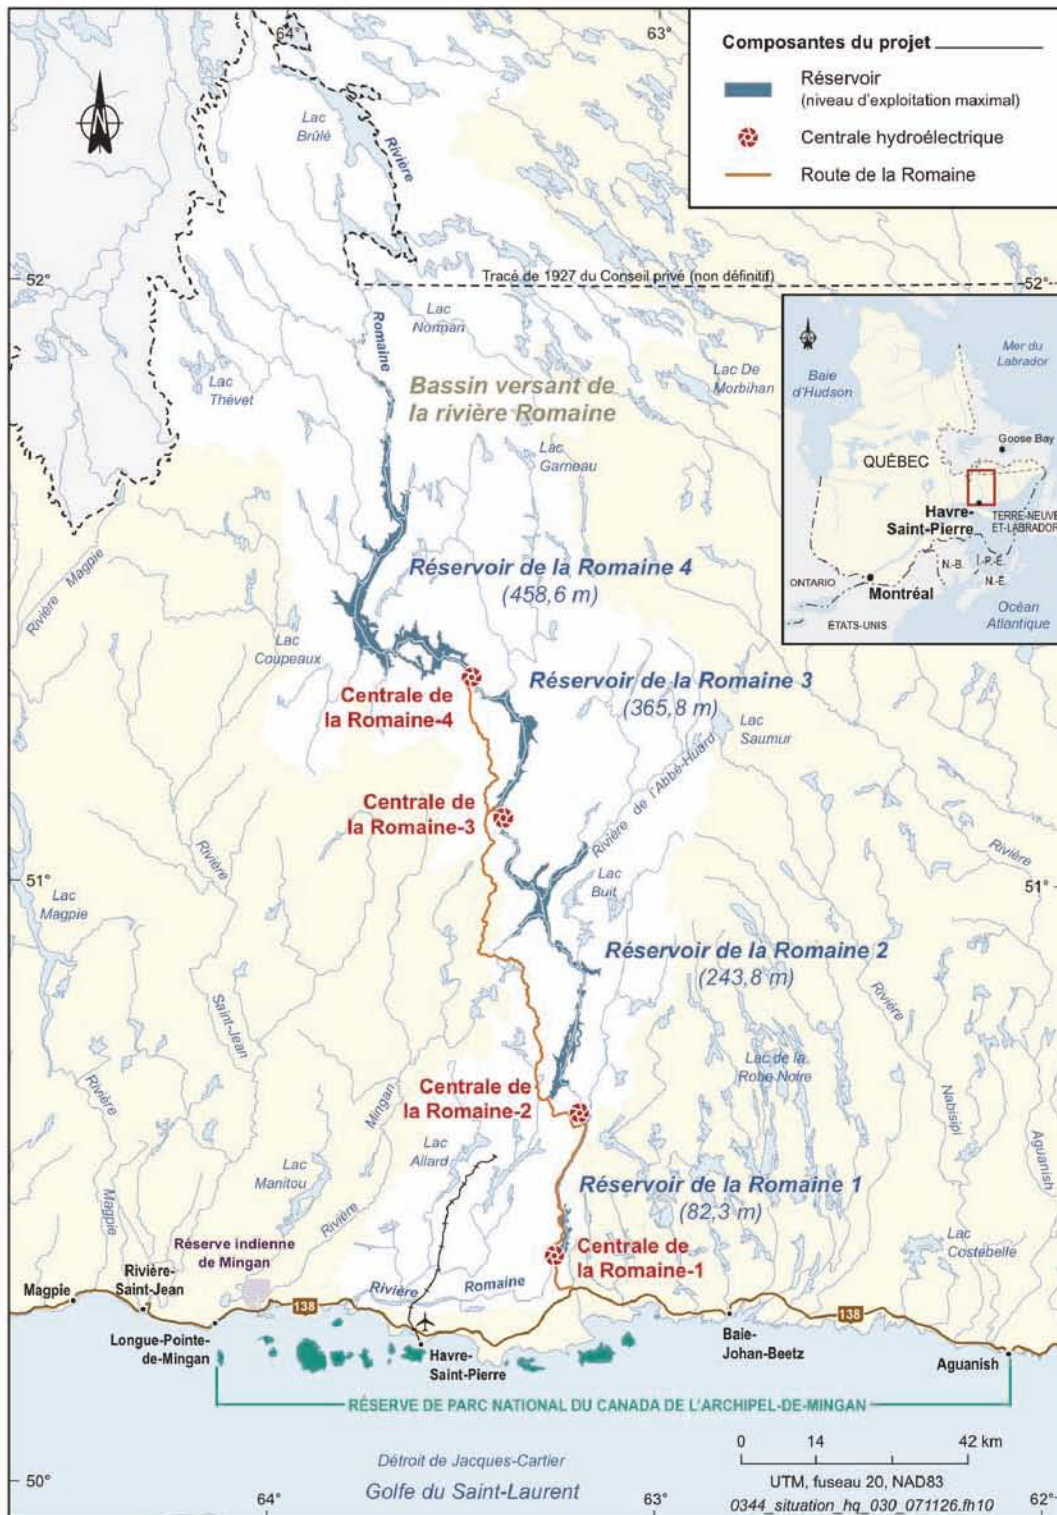 64°
63°
Composantes du projet
Réservoir
(niveau d'exploitation maximal)
Centrale hydroélectrique
Route de la Romaine
N
Lac
Brûlé
Rivière
52°
Tracé de 1927 du Conseil privé (non définitif)
52°
Lac
Norman
Romaine
Lac
Thévet
Bassin versant de
la rivière Romaine
Lac De
Morbihan
Lac
Garneau
Mer du
Labrador
Baie
d'Hudson
Goose Bay
QUÉBEC
Havre-
Saint-Pierre
TERRE-NEUVE
ET-LABRADOR
N.-B.
Î.-P.-É.
N.-É.
ONTARIO
Montréal
ÉTATS-UNIS
Océan
Atlantique
Rivière Magpie
Réservoir de la Romaine 4
(458,6 m)
Lac
Coupeaux
Centrale de
la Romaine-4
Réservoir de la Romaine 3
(365,8 m)
Lac
Saumur
Rivière de l'Abbé-Huard
Centrale de
la Romaine-3
Rivière
Rivière
51°
51°
Lac
Magpie
Lac
Buit
Réservoir de la Romaine 2
(243,8 m)
Saint-Jean
Rivière
Lac de la
Robe Noire
Rivière
Mingan
Centrale de
la Romaine-2
Nabisipi
Aguanish
Lac
Allard
Lac
Manitou
Réservoir de la Romaine 1
(82,3 m)
Magpie
Rivière
Réserve indienne
de Mingan
Centrale de
la Romaine-1
Lac
Costebelle
Rivière
Romaine
Magpie
Rivière-
Saint-Jean
138
138
Longue-Pointe-
de-Mingan
Havre-
Saint-Pierre
Baie-
Johan-Beetz
Aguanish
RÉSERVE DE PARC NATIONAL DU CANADA DE L'ARCHIPEL-DE-MINGAN
Détroit de Jacques-Cartier
Golfe du Saint-Laurent
0 14 42 km
UTM, fuseau 20, NAD83
0344_situation_hq_030_071126.fh10
50°
64°
63°
62°